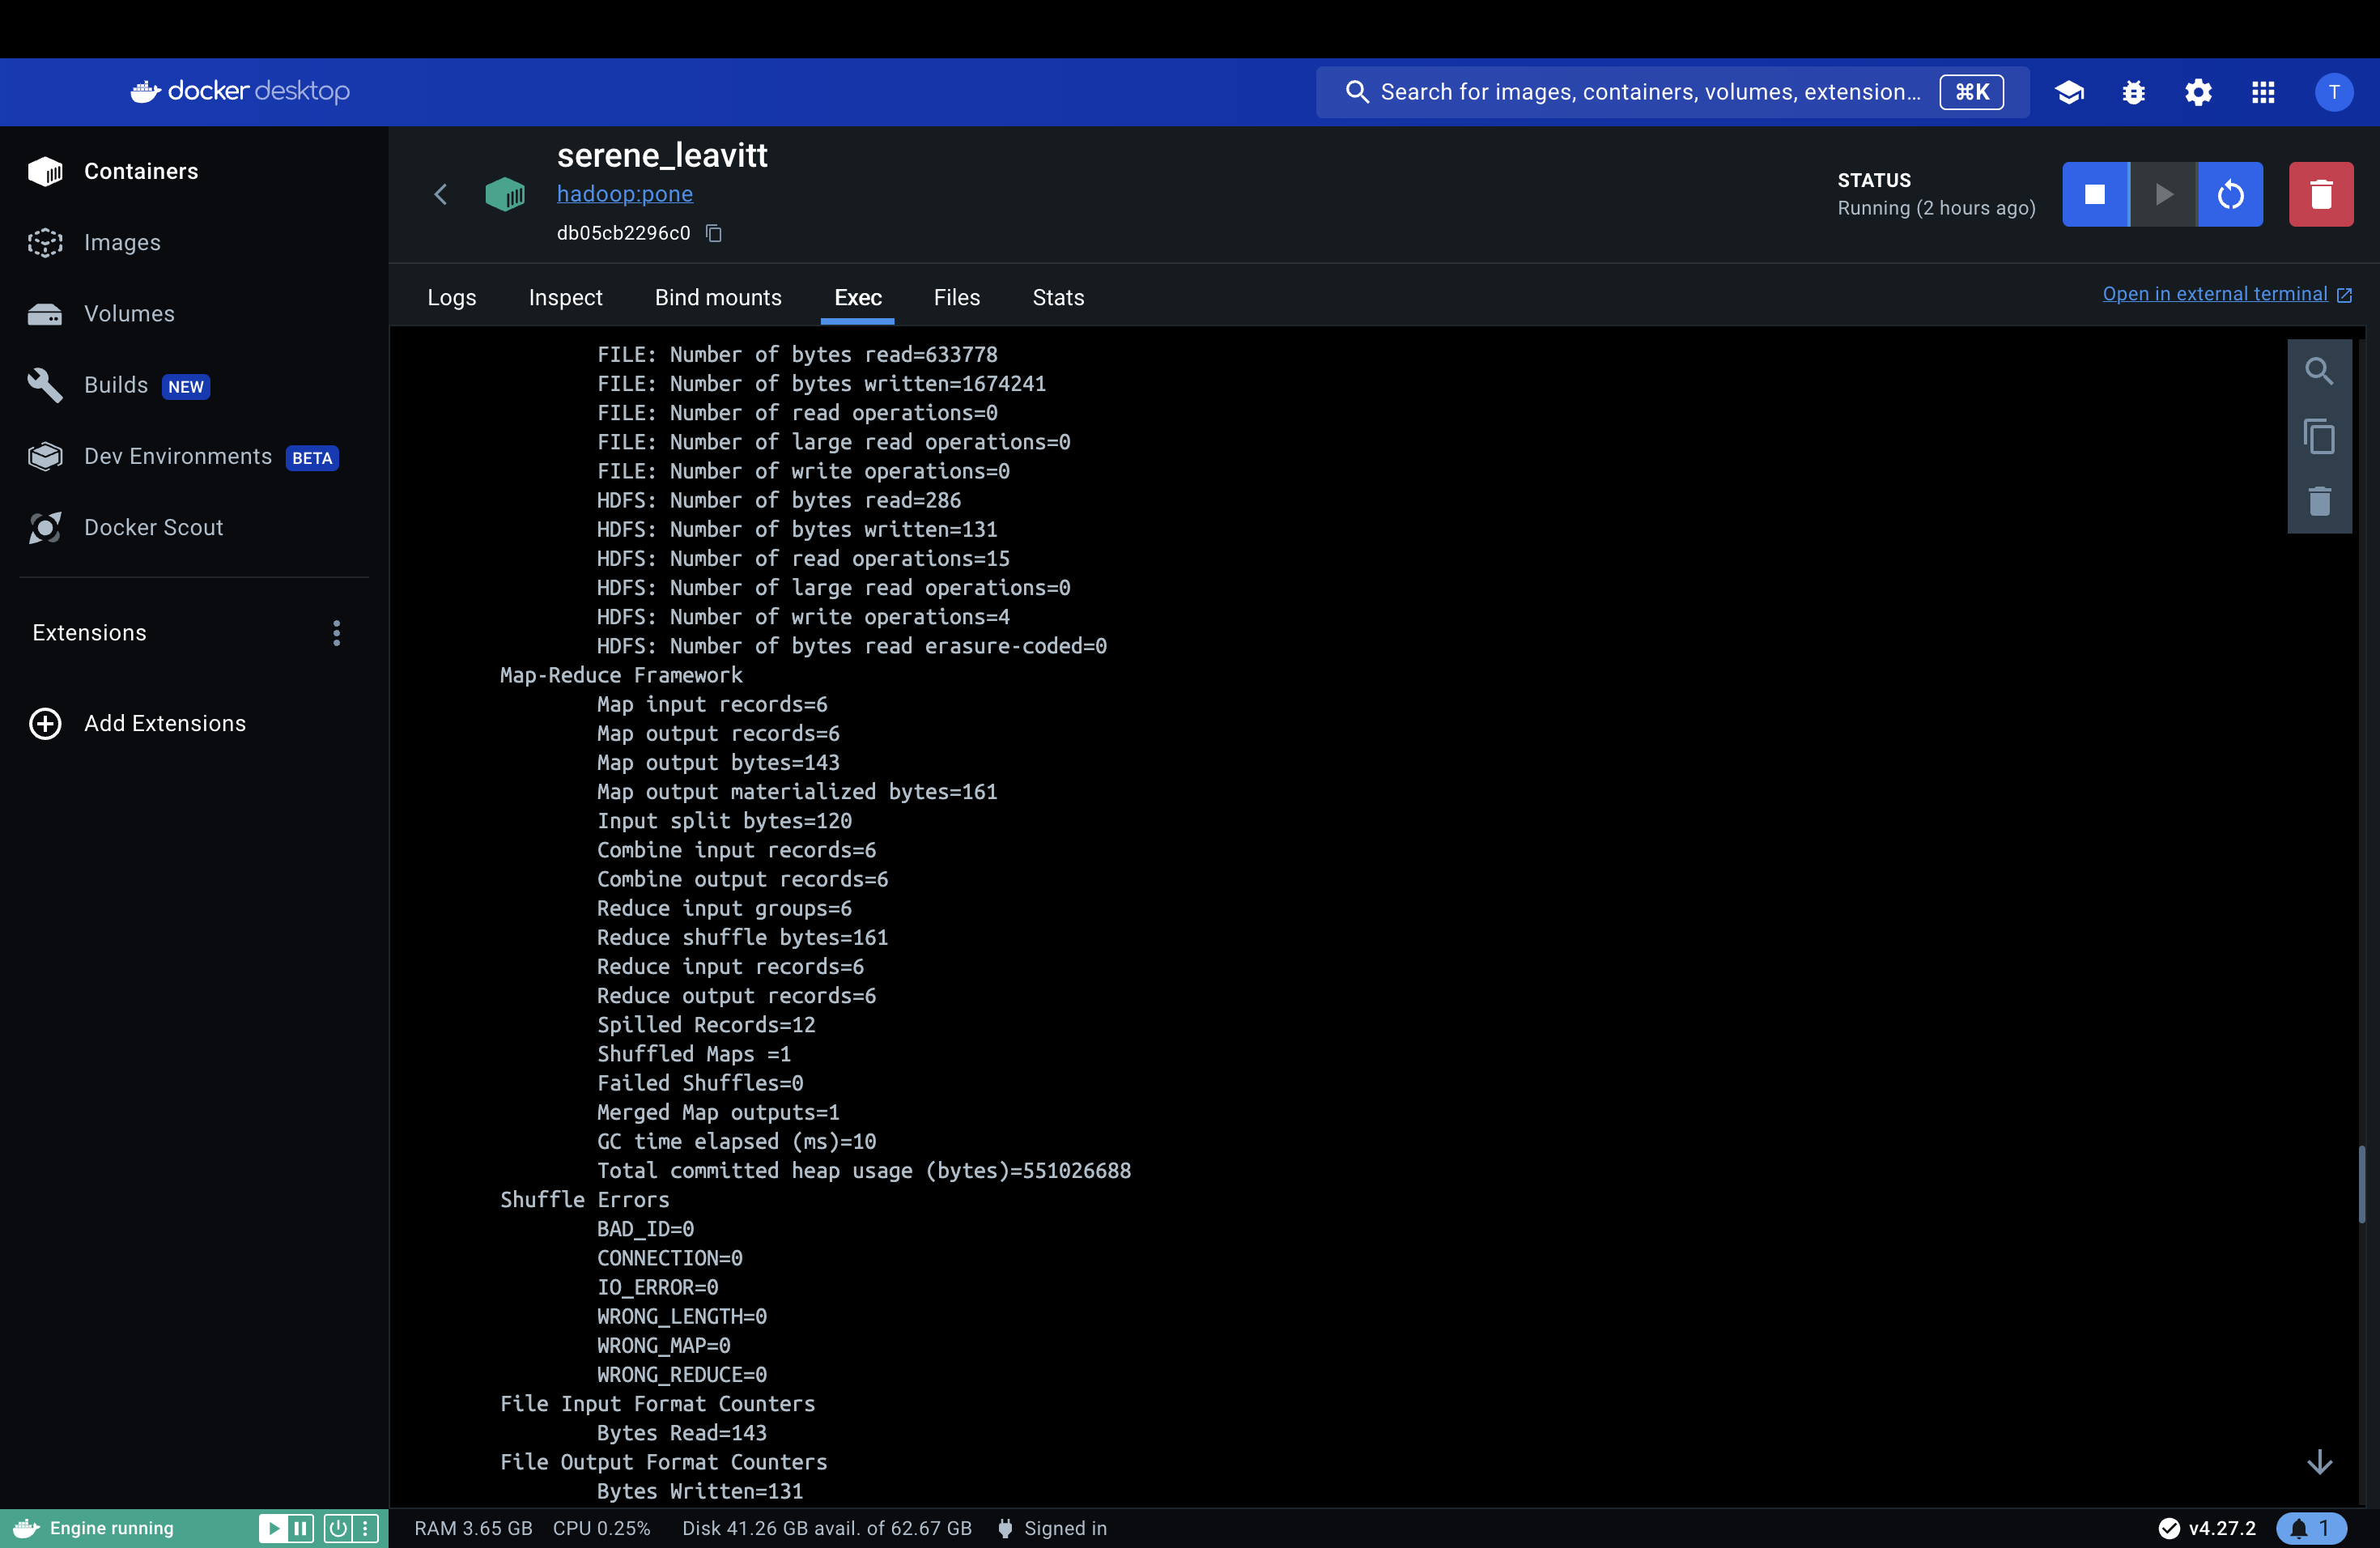 docker desktop
Search for images, containers, volumes, extension...
⌘K
T
Containers
Images
Volumes
Builds NEW
Dev Environments BETA
Docker Scout
Extensions
Add Extensions
serene_leavitt
hadoop:pone
db05cb2296c0
STATUS
Running (2 hours ago)
Logs Inspect Bind mounts Exec Files Stats
Open in external terminal
FILE: Number of bytes read=633778
FILE: Number of bytes written=1674241
FILE: Number of read operations=0
FILE: Number of large read operations=0
FILE: Number of write operations=0
HDFS: Number of bytes read=286
HDFS: Number of bytes written=131
HDFS: Number of read operations=15
HDFS: Number of large read operations=0
HDFS: Number of write operations=4
HDFS: Number of bytes read erasure-coded=0
Map-Reduce Framework
Map input records=6
Map output records=6
Map output bytes=143
Map output materialized bytes=161
Input split bytes=120
Combine input records=6
Combine output records=6
Reduce input groups=6
Reduce shuffle bytes=161
Reduce input records=6
Reduce output records=6
Spilled Records=12
Shuffled Maps =1
Failed Shuffles=0
Merged Map outputs=1
GC time elapsed (ms)=10
Total committed heap usage (bytes)=551026688
Shuffle Errors
BAD_ID=0
CONNECTION=0
IO_ERROR=0
WRONG_LENGTH=0
WRONG_MAP=0
WRONG_REDUCE=0
File Input Format Counters
Bytes Read=143
File Output Format Counters
Bytes Written=131
Engine running
RAM 3.65 GB CPU 0.25% Disk 41.26 GB avail. of 62.67 GB Signed in
v4.27.2
1